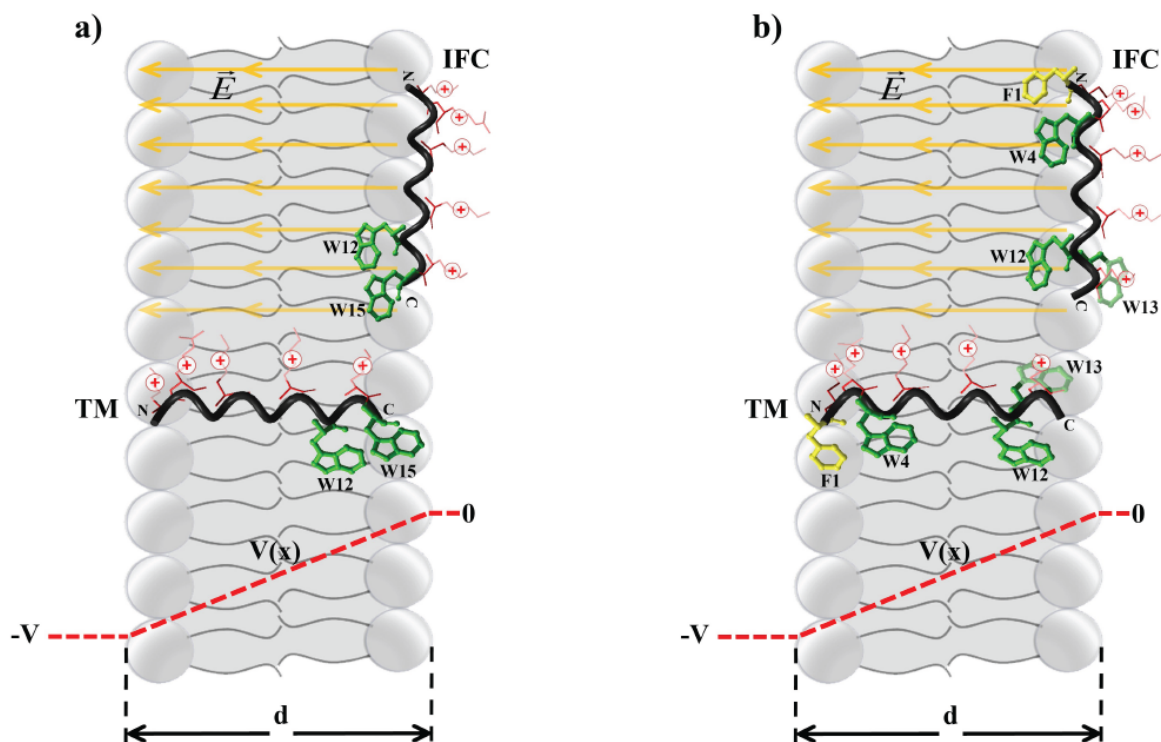 a)
IFC
N
E
+
+
+
+
+
W12
W15
C
+
+
+
+
+
TM
N
C
W12
W15
V(x)
0
-V
d
b)
IFC
N
E
F1
+
+
+
+
+
W4
W12
W13
C
+
+
+
+
+
W13
TM
N
C
F1
W4
W12
V(x)
0
-V
d